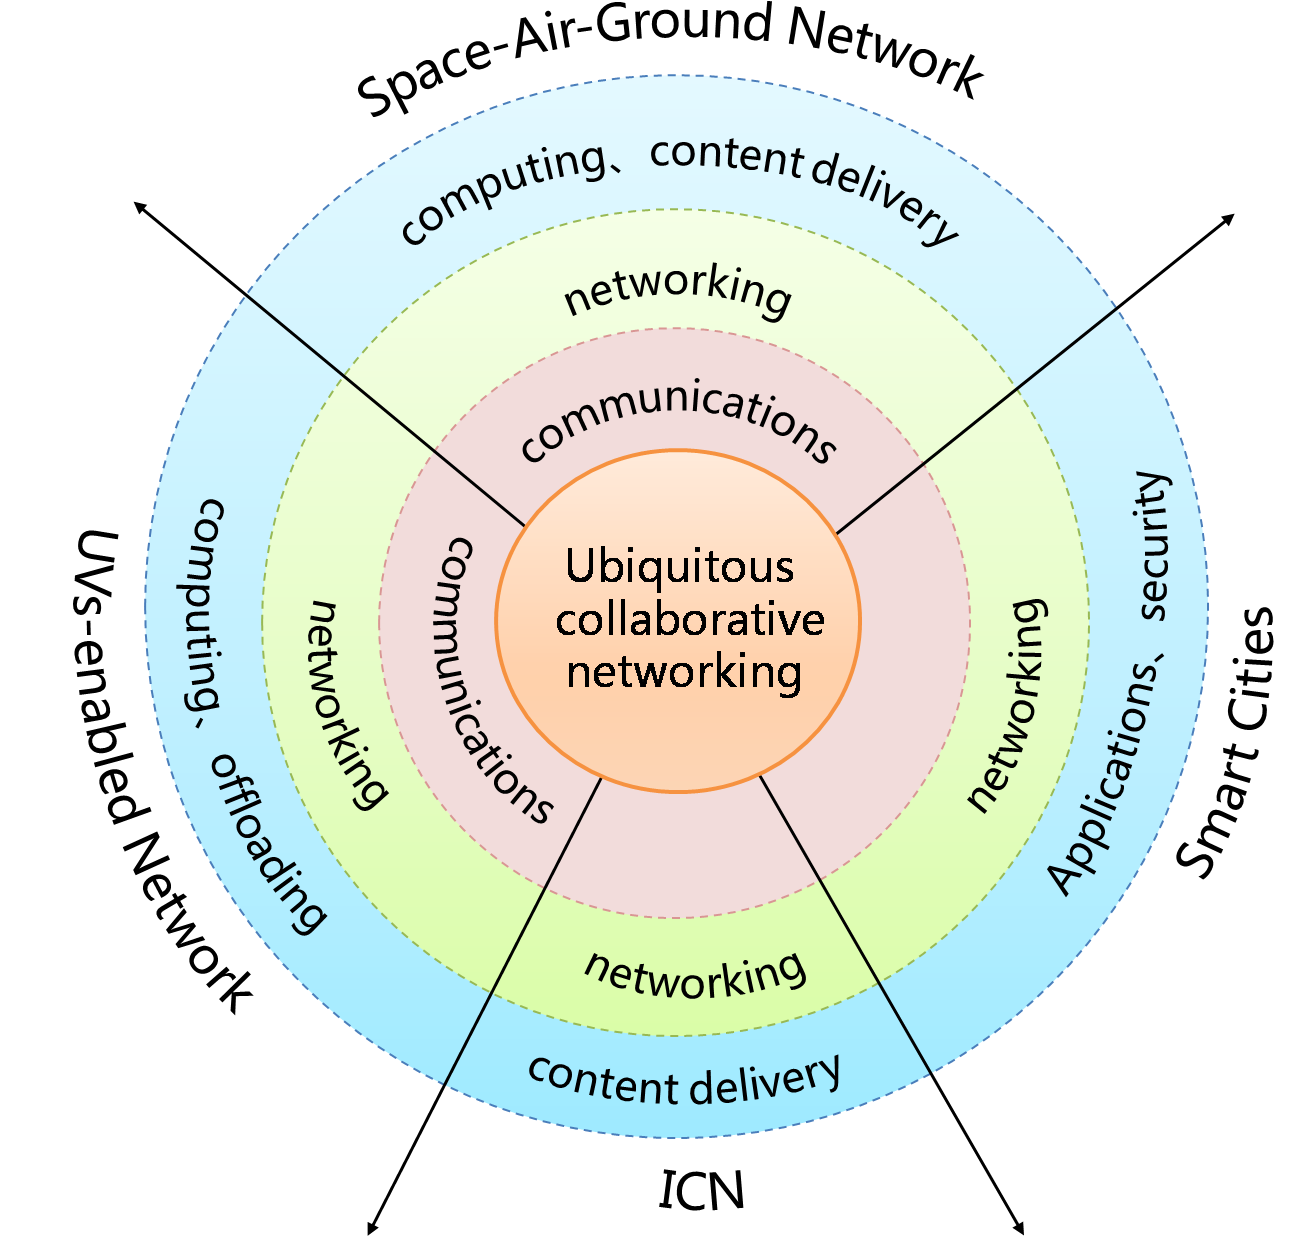 Space-Air-Ground Network
computing、content delivery
networking
communications
Ubiquitous
collaborative
networking
UVs-enabled Network
computing、offloading
networking
communications
networking
Applications、security
Smart Cities
networking
content delivery
ICN